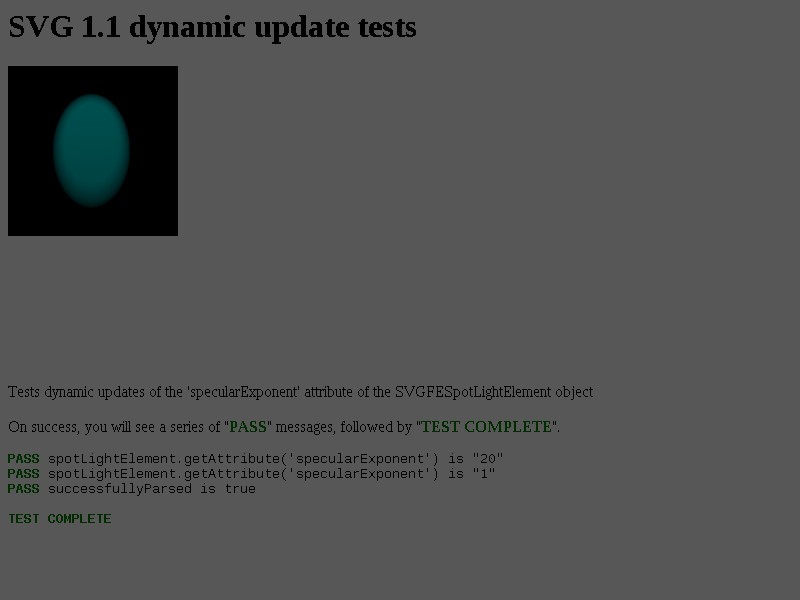 SVG 1.1 dynamic update tests
Tests dynamic updates of the 'specularExponent' attribute of the SVGFESpotLightElement object
On success, you will see a series of "PASS" messages, followed by "TEST COMPLETE".
PASS spotLightElement.getAttribute('specularExponent') is "20"
PASS spotLightElement.getAttribute('specularExponent') is "1"
PASS successfullyParsed is true
TEST COMPLETE